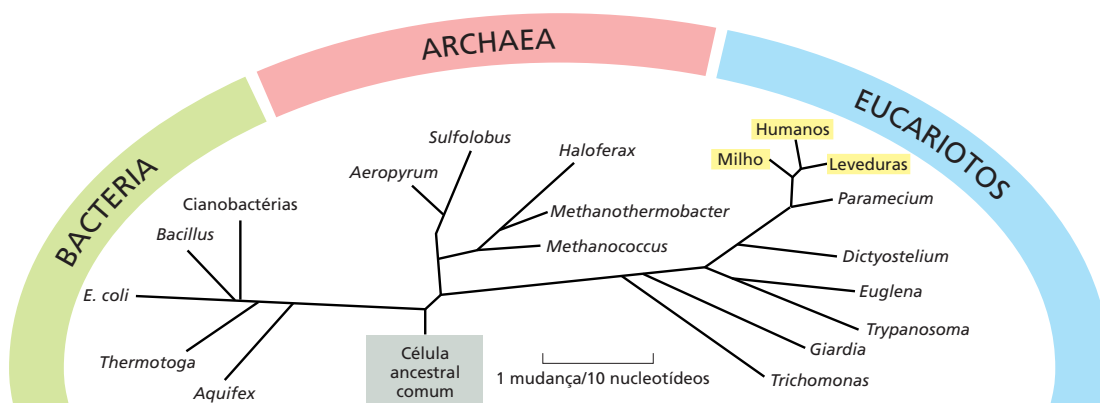 BACTERIA
ARCHAEA
EUCARIOTOS
Sulfolobus
Aeropyrum
Haloferax
Methanothermobacter
Methanococcus
Humanos
Milho
Leveduras
Paramecium
Dictyostelium
Euglena
Trypanosoma
Giardia
Trichomonas
Cianobactérias
Bacillus
E. coli
Thermotoga
Aquifex
Célula
ancestral
comum
1 mudança/10 nucleotídeos